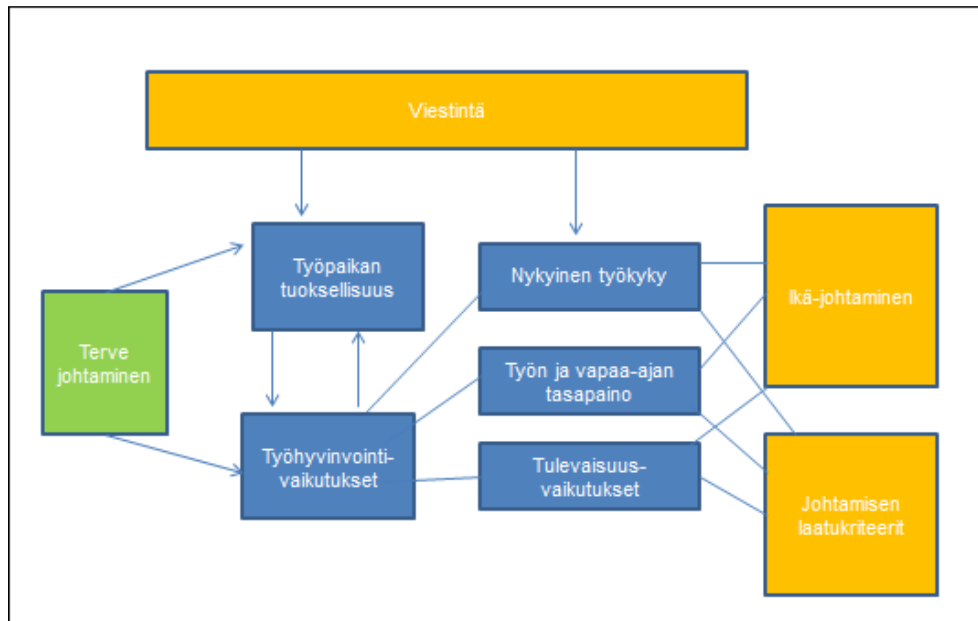 Viestintä
Työpaikan
tuoksellisuus
Nykyinen työkyky
Ikä-johtaminen
Terve
johtaminen
Työn ja vapaa-ajan
tasapaino
Työhyvinvointi-
vaikutukset
Tulevaisuus-
vaikutukset
Johtamisen
laatukriteerit